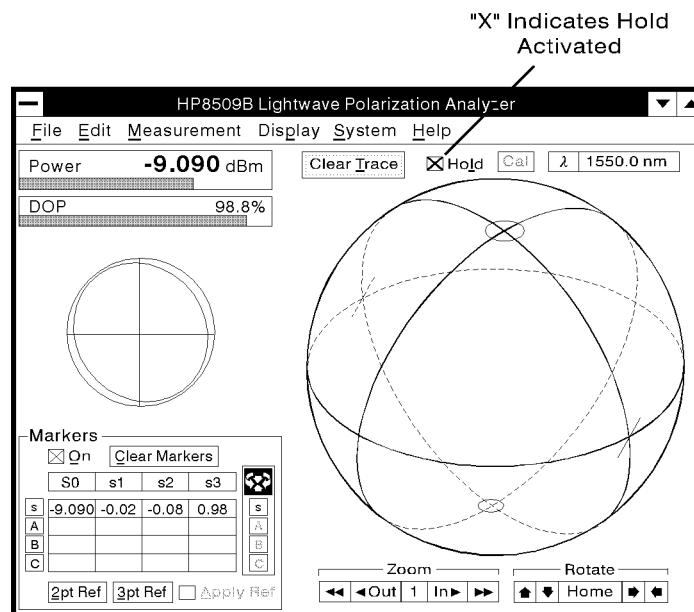 "X" Indicates Hold
Activated
HP8509B Lightwave Polarization Analyzer
File Edit Measurement Display System Help
Power -9.090 dBm
Clear Trace Hold Cal λ 1550.0 nm
DOP 98.8%
Markers
On Clear Markers
S0 s1 s2 s3
s -9.090 -0.02 -0.08 0.98 s
A A
B B
C C
2pt Ref 3pt Ref Apply Ref
Zoom
◄◄ ◄Out 1 In► ►►
Rotate
Home